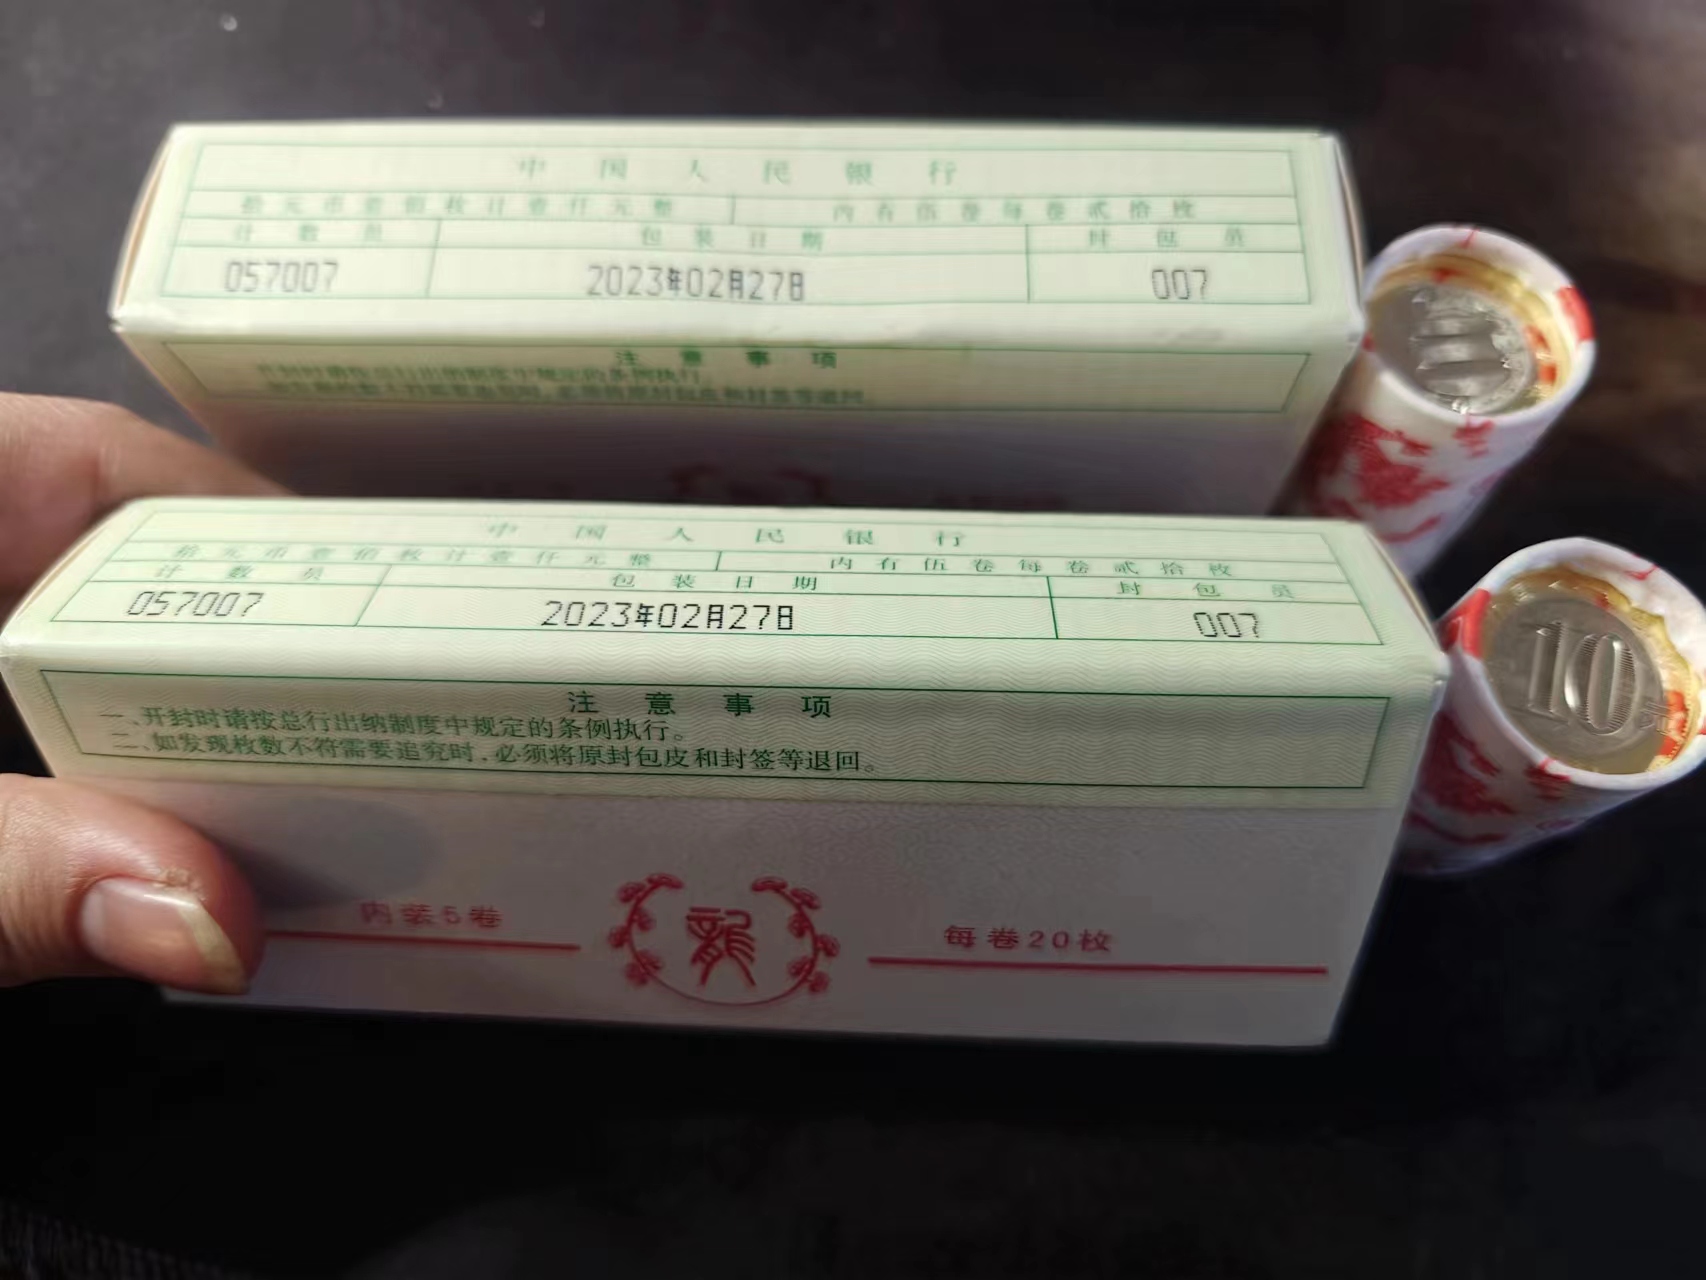 中国人民银行
拾元币壹佰枚计壹仟元整 内有伍卷每卷贰拾枚
计数员 包装日期 封包员
057007 2023年02月27日 007
注意事项
中国人民银行
拾元币壹佰枚计壹仟元整 内有伍卷每卷贰拾枚
计数员 包装日期 封包员
057007 2023年02月27日 007
注意事项
一、开封时请按总行出纳制度中规定的条例执行。
二、如发现枚数不符需要追究时，必须将原封包皮和封签等退回。
内装5卷 龍 每卷20枚
10